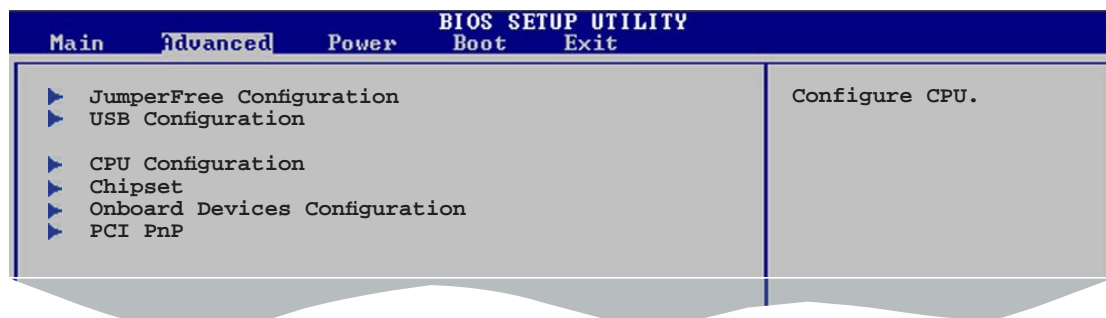 BIOS SETUP UTILITY
Main Advanced Power Boot Exit
JumperFree Configuration
USB Configuration
CPU Configuration
Chipset
Onboard Devices Configuration
PCI PnP
Configure CPU.